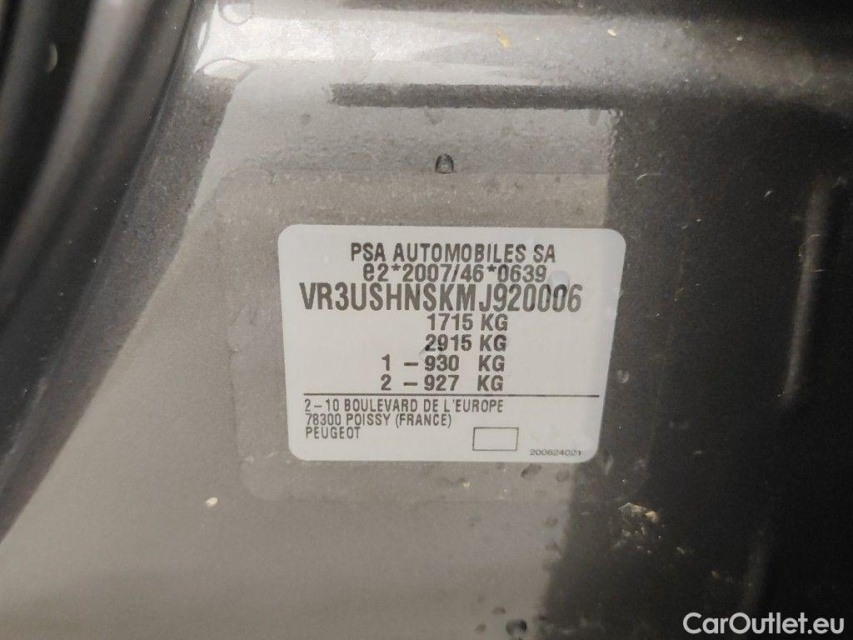 PSA AUTOMOBILES SA
e2*2007/46*0639
VR3USHNSKMJ920006
1715 KG
2915 KG
1 - 930 KG
2 - 927 KG
2-10 BOULEVARD DE L'EUROPE
78300 POISSY (FRANCE)
PEUGEOT
200624021
CarOutlet.eu